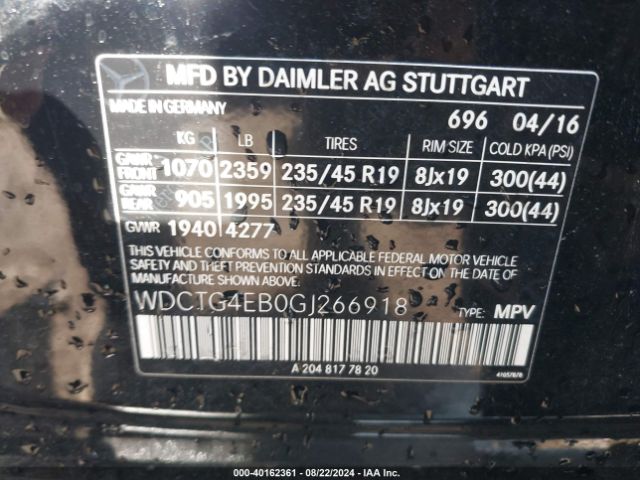 MFD BY DAIMLER AG STUTTGART
MADE IN GERMANY 696 04/16
KG LB TIRES RIM SIZE COLD KPA(PSI)
GAWR FRONT 1070 2359 235/45 R19 8Jx19 300(44)
GAWR REAR 905 1995 235/45 R19 8Jx19 300(44)
GVWR 1940 4277
THIS VEHICLE CONFORMS TO ALL APPLICABLE FEDERAL MOTOR VEHICLE
SAFETY BUMPER, AND THEFT PREVENTION STANDARDS IN EFFECT ON THE DATE
OF MANUFACTURE SHOWN ABOVE.
WDCTG4EB0GJ266918 TYPE: MPV
A 204 817 78 20
000-40162361 - 08/22/2024 - IAA Inc.